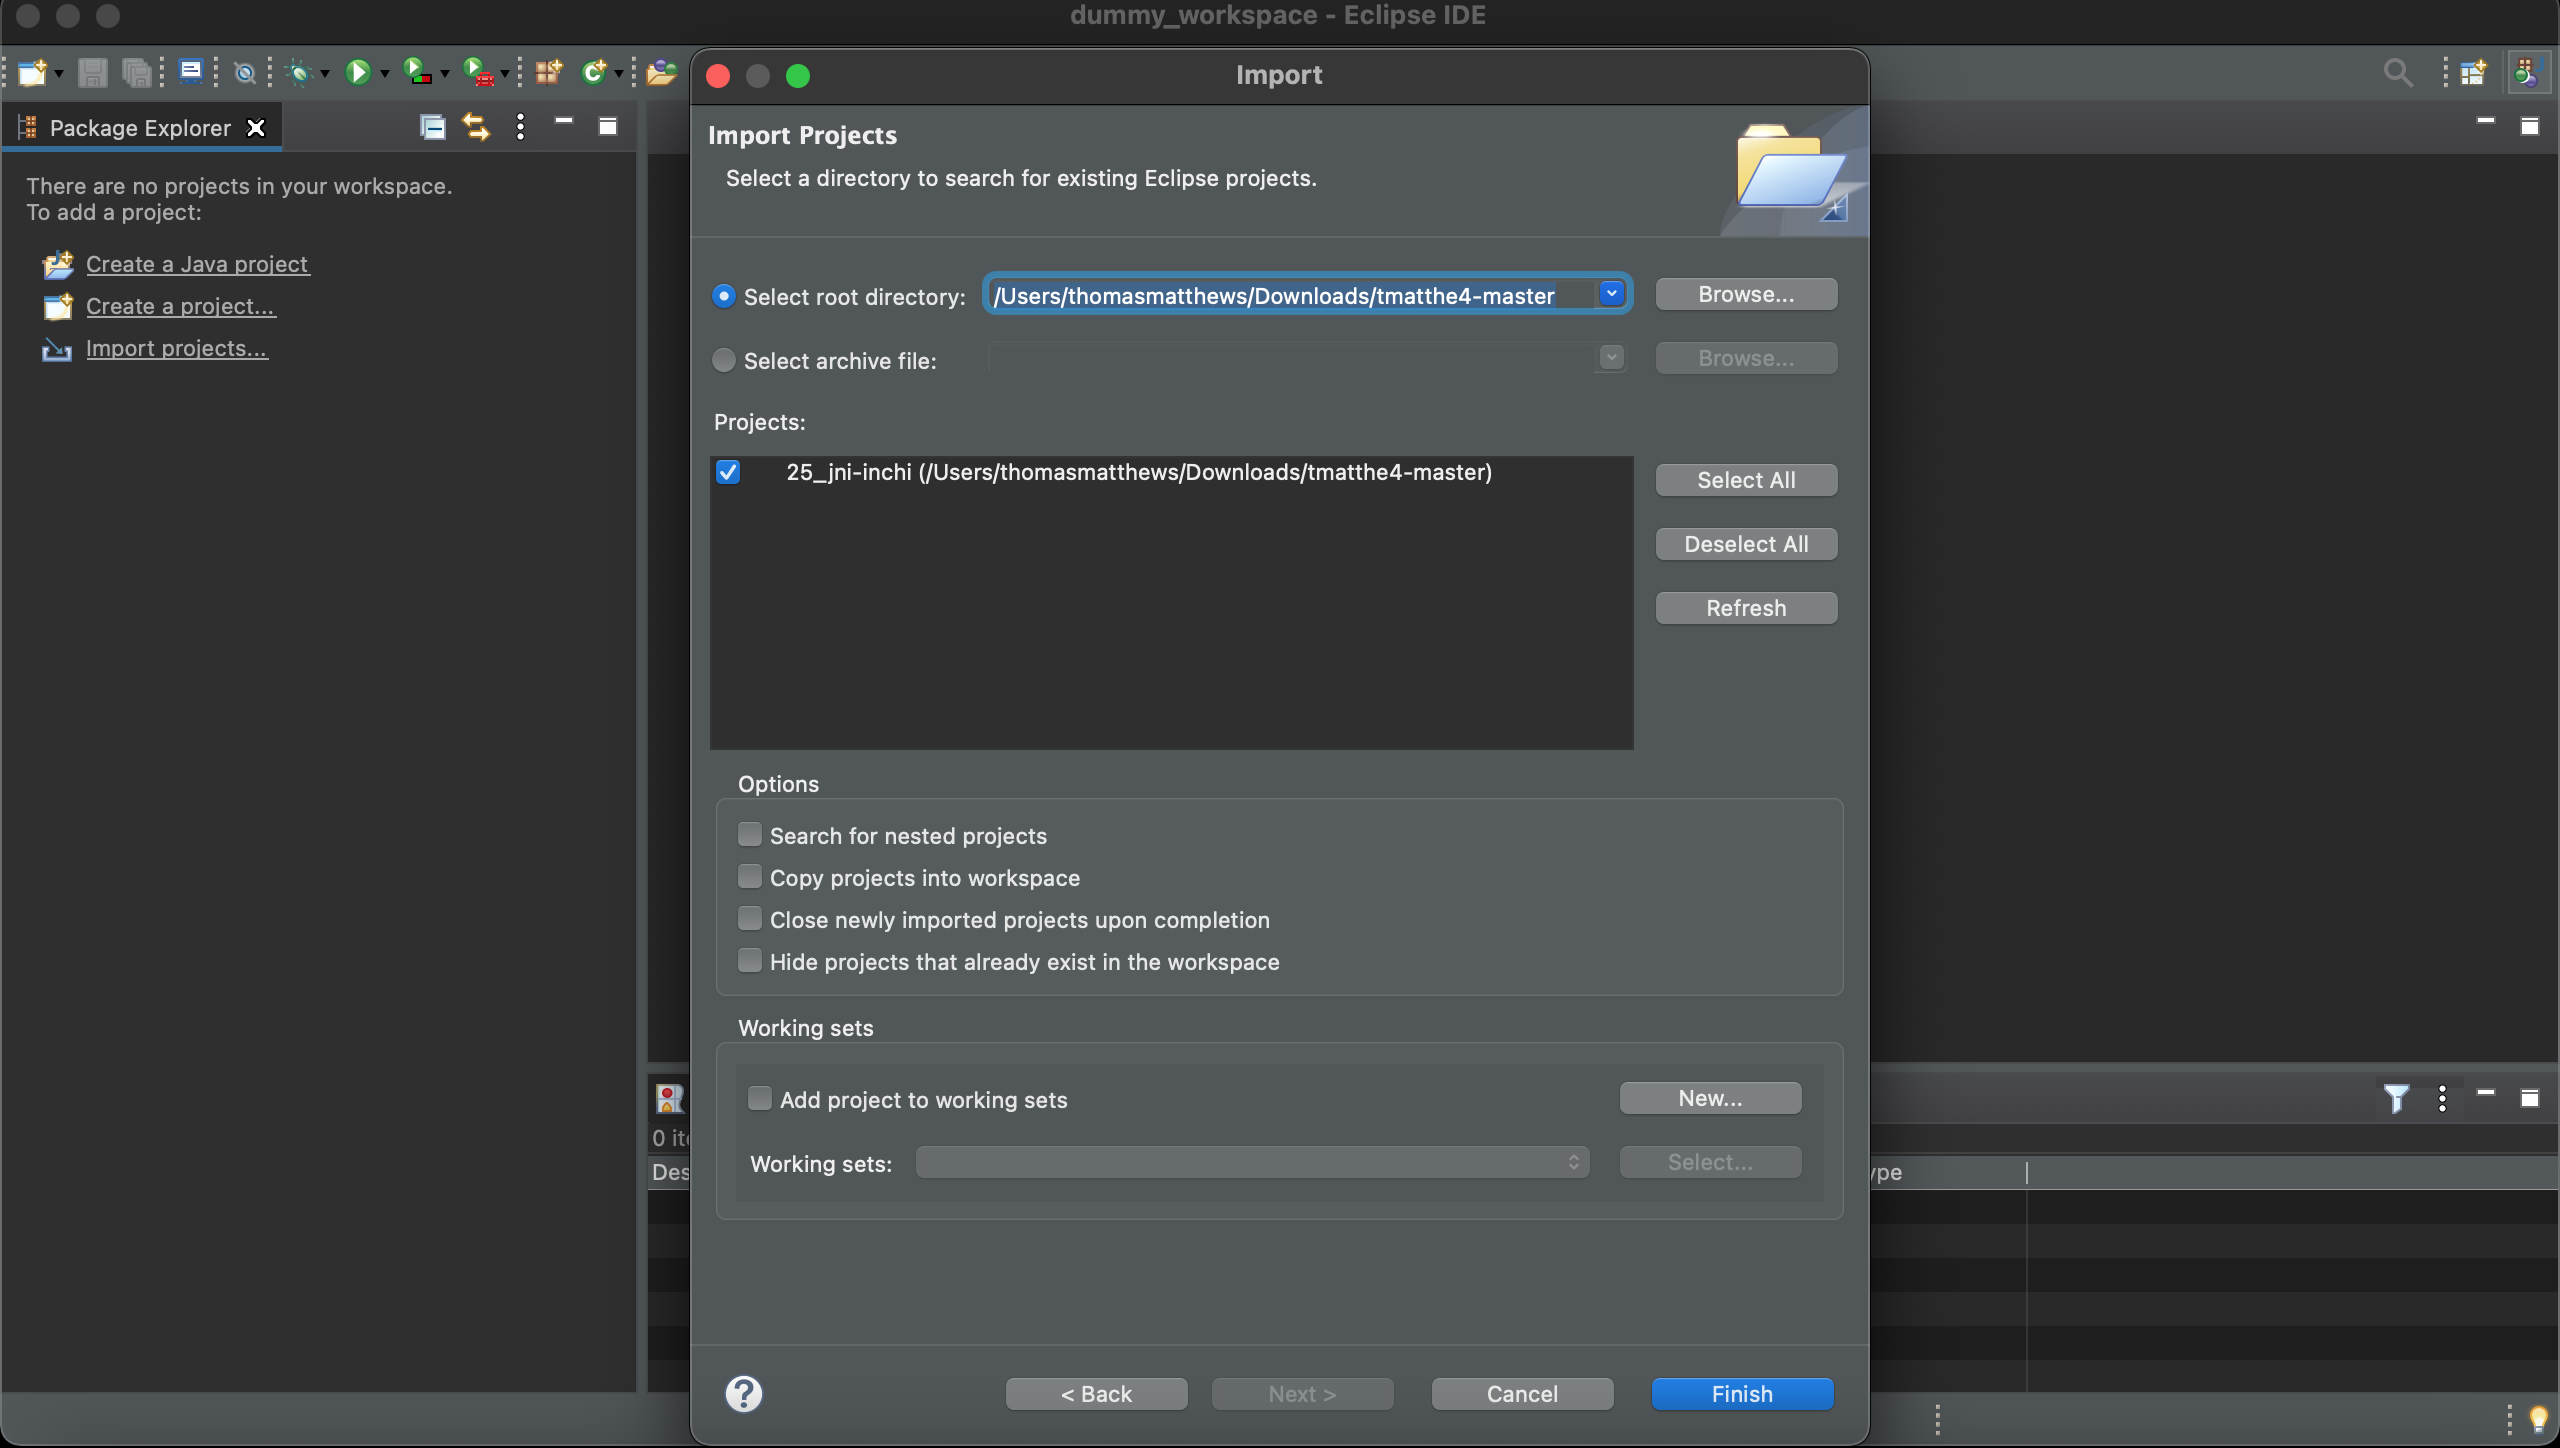 dummy_workspace - Eclipse IDE
Package Explorer
There are no projects in your workspace.
To add a project:
Create a Java project
Create a project...
Import projects...
Import
Import Projects
Select a directory to search for existing Eclipse projects.
Select root directory: /Users/thomasmatthews/Downloads/tmatthe4-master Browse...
Select archive file: Browse...
Projects:
25_jni-inchi (/Users/thomasmatthews/Downloads/tmatthe4-master)
Select All
Deselect All
Refresh
Options
Search for nested projects
Copy projects into workspace
Close newly imported projects upon completion
Hide projects that already exist in the workspace
Working sets
Add project to working sets New...
Working sets: Select...
0 ite
Des
ype
? < Back Next > Cancel Finish